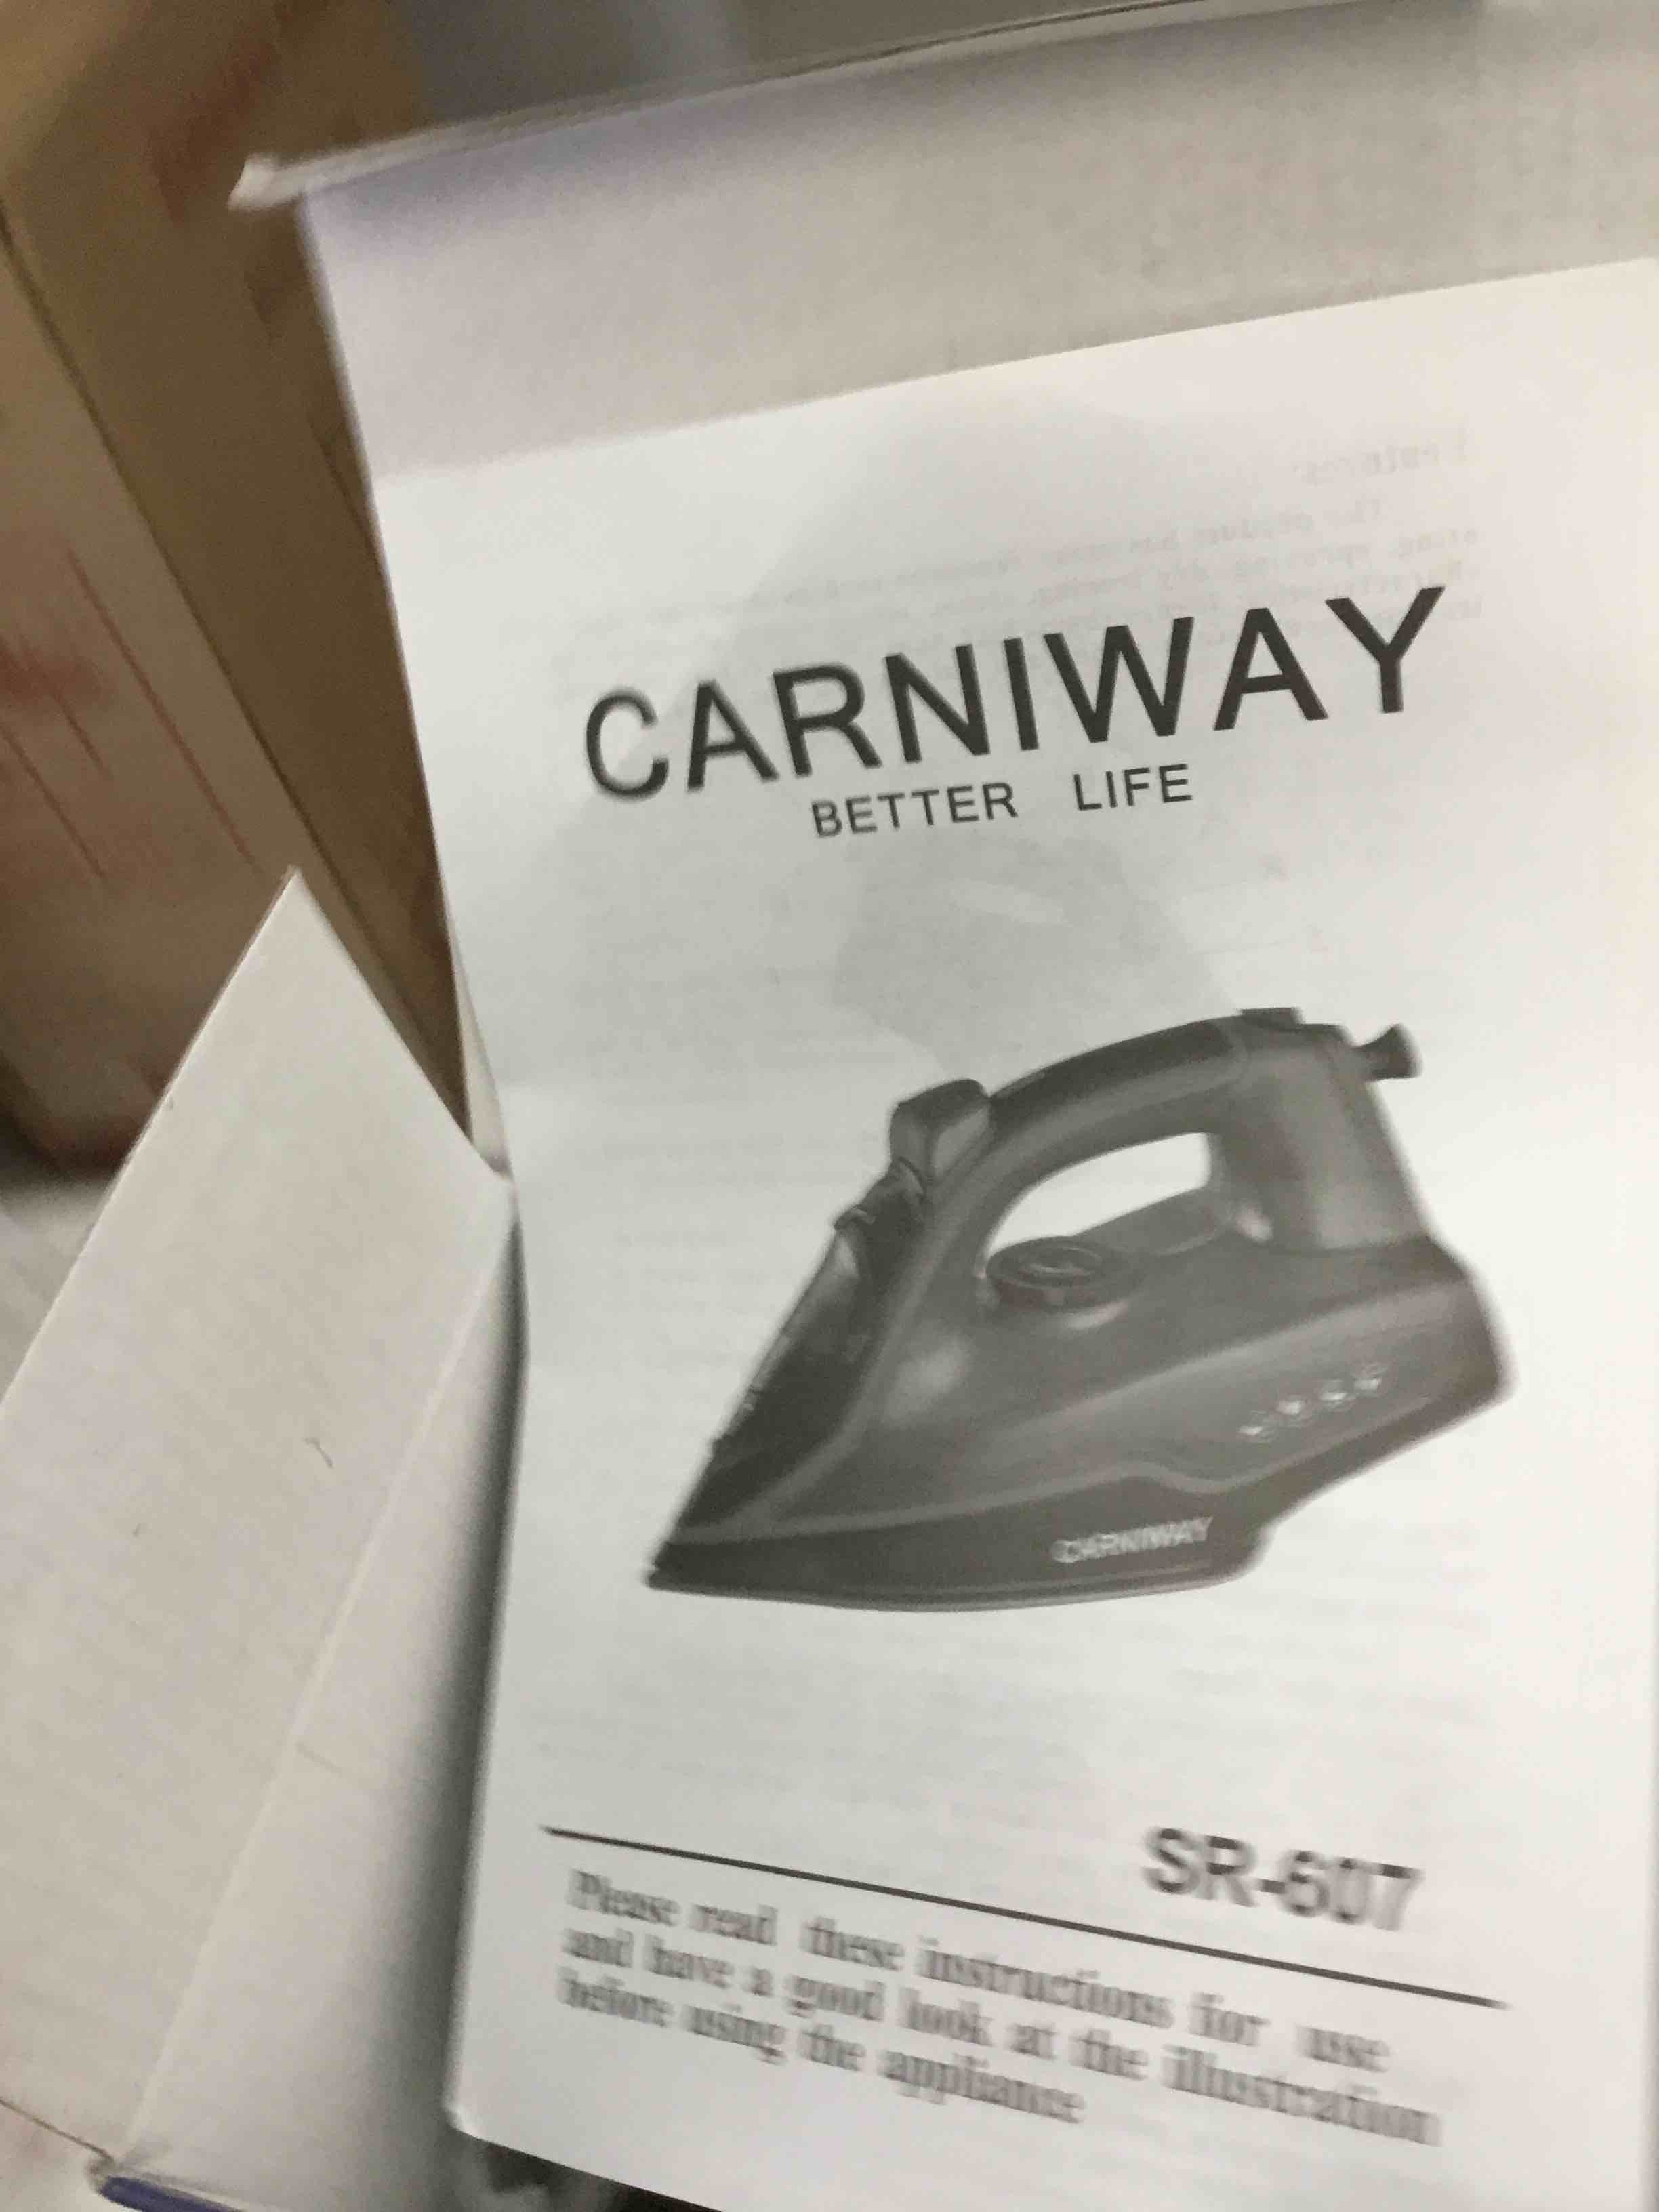 CARNIWAY
BETTER LIFE
CARNIWAY
SR-607
Please read these instructions for use
and have a good look at the illustration
before using the appliance